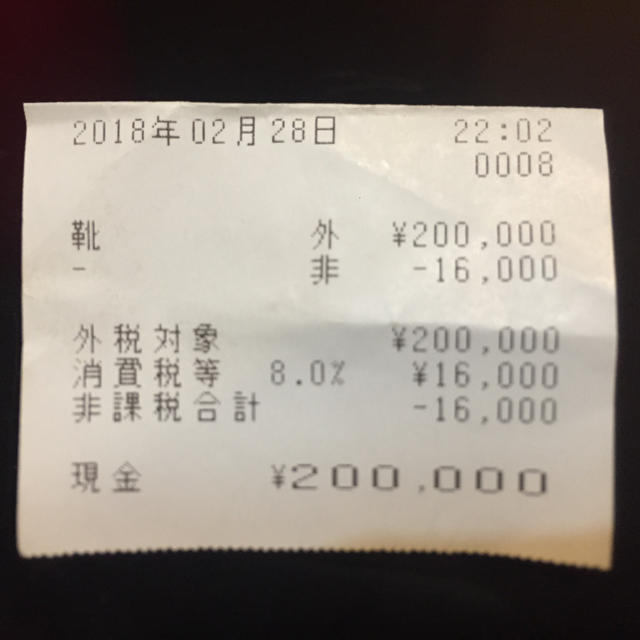 2018年02月28日 22:02
0008
靴 外 ¥200,000
- 非 -16,000
外税対象 ¥200,000
消費税等 8.0% ¥16,000
非課税合計 -16,000
現金 ¥200,000